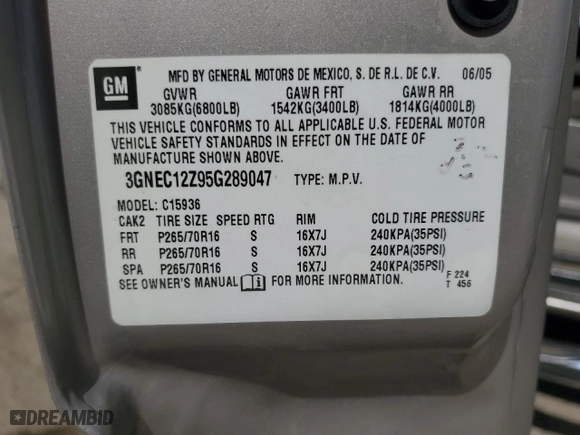 GM
MFD BY GENERAL MOTORS DE MEXICO, S. DE R.L. DE C.V. 06/05
GVWR GAWR FRT GAWR RR
3085KG(6800LB) 1542KG(3400LB) 1814KG(4000LB)
THIS VEHICLE CONFORMS TO ALL APPLICABLE U.S. FEDERAL MOTOR
VEHICLE SAFETY STANDARDS IN EFFECT ON THE DATE OF
MANUFACTURE SHOWN ABOVE.
3GNEC12Z95G289047 TYPE: M.P.V.
MODEL: C15936
CAK2 TIRE SIZE SPEED RTG RIM COLD TIRE PRESSURE
FRT P265/70R16 S 16X7J 240KPA(35PSI)
RR P265/70R16 S 16X7J 240KPA(35PSI)
SPA P265/70R16 S 16X7J 240KPA(35PSI)
SEE OWNER'S MANUAL FOR MORE INFORMATION.
F 224
T 456
DREAMBID